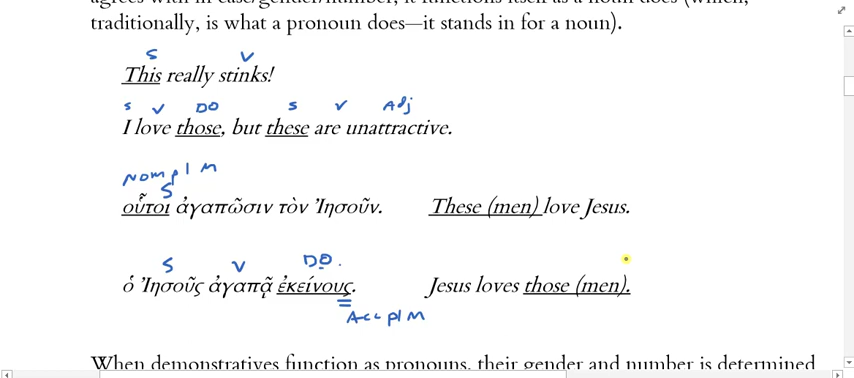 agrees with in case/gender/number, it functions itself as a noun does (which,
traditionally, is what a pronoun does—it stands in for a noun).
S V
This really stinks!
S V DO S V Adj
I love those, but these are unattractive.
Nom pl M
S
οὗτοι ἀγαπῶσιν τὸν Ἰησοῦν. These (men) love Jesus.
S V DO.
ὁ Ἰησοῦς ἀγαπᾷ ἐκείνους. Jesus loves those (men).
Acc pl M
When demonstratives function as pronouns, their gender and number is determined